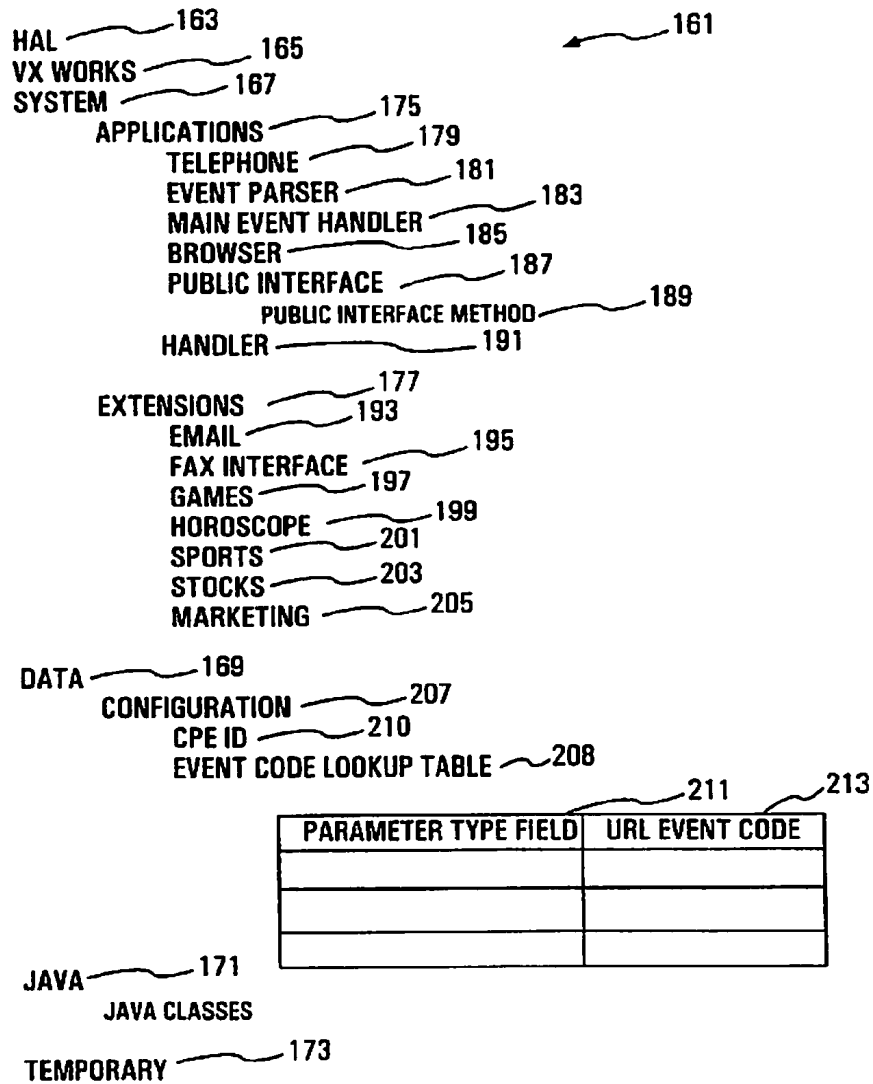 HAL 163 161
VX WORKS 165
SYSTEM 167
APPLICATIONS 175
TELEPHONE 179
EVENT PARSER 181
MAIN EVENT HANDLER 183
BROWSER 185
PUBLIC INTERFACE 187
PUBLIC INTERFACE METHOD 189
HANDLER 191
EXTENSIONS 177
EMAIL 193
FAX INTERFACE 195
GAMES 197
HOROSCOPE 199
SPORTS 201
STOCKS 203
MARKETING 205
DATA 169
CONFIGURATION 207
CPE ID 210
EVENT CODE LOOKUP TABLE 208
211 213
PARAMETER TYPE FIELD URL EVENT CODE
JAVA 171
JAVA CLASSES
TEMPORARY 173